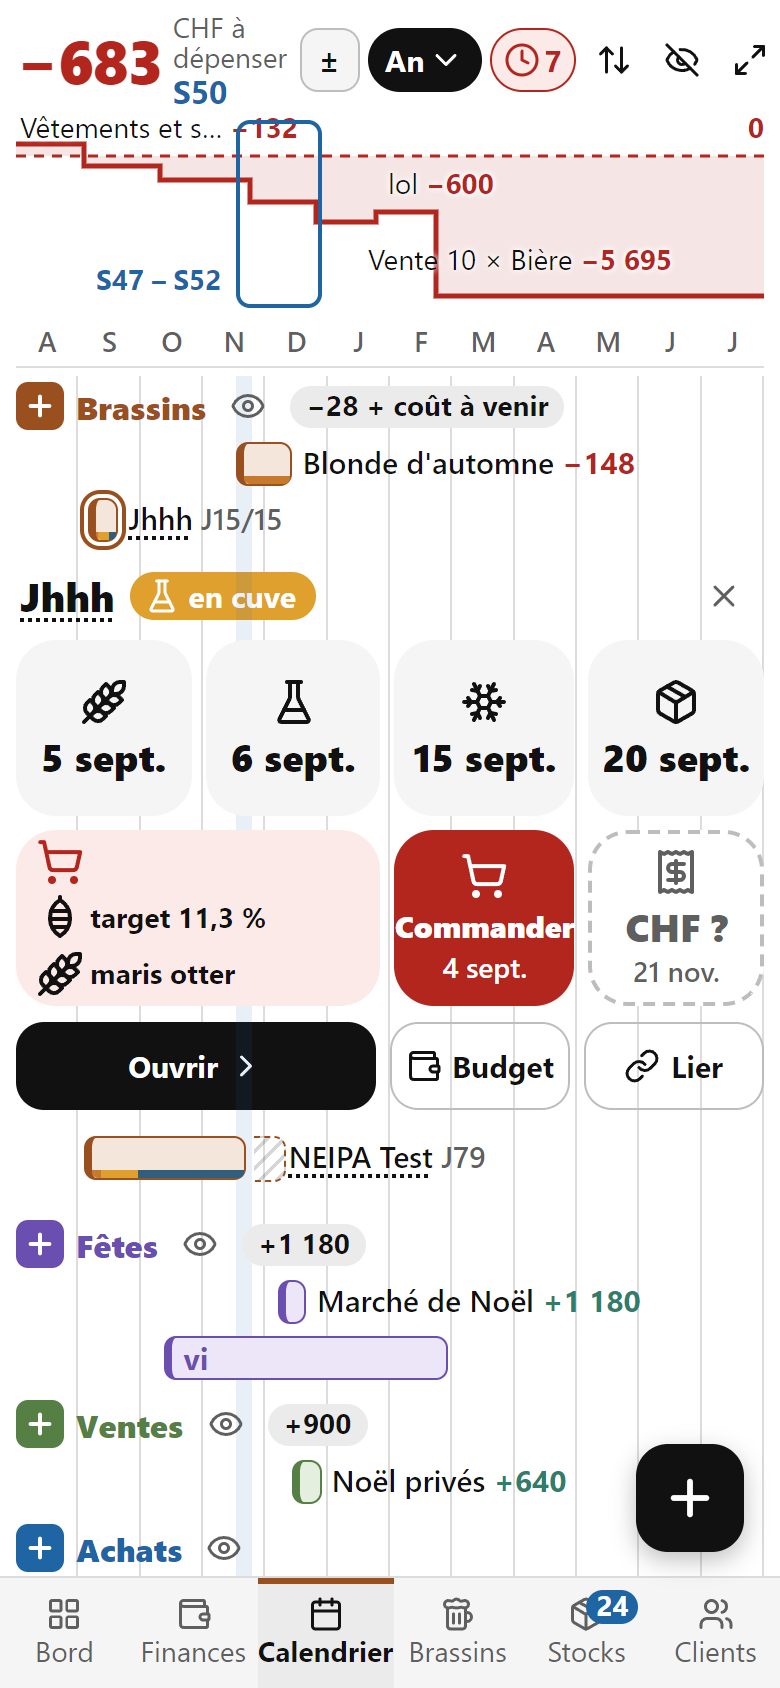 −683
CHF à
dépenser
S50
±
An
7
Vêtements et s... −132
0
lol −600
Vente 10 × Bière −5 695
S47 – S52
A S O N D J F M A M J J
Brassins
−28 + coût à venir
Blonde d'automne −148
Jhhh J15/15
Jhhh
en cuve
5 sept.
6 sept.
15 sept.
20 sept.
target 11,3 %
maris otter
Commander
4 sept.
CHF ?
21 nov.
Ouvrir
Budget
Lier
NEIPA Test J79
Fêtes
+1 180
Marché de Noël +1 180
vi
Ventes
+900
Noël privés +640
Achats
24
Bord
Finances
Calendrier
Brassins
Stocks
Clients